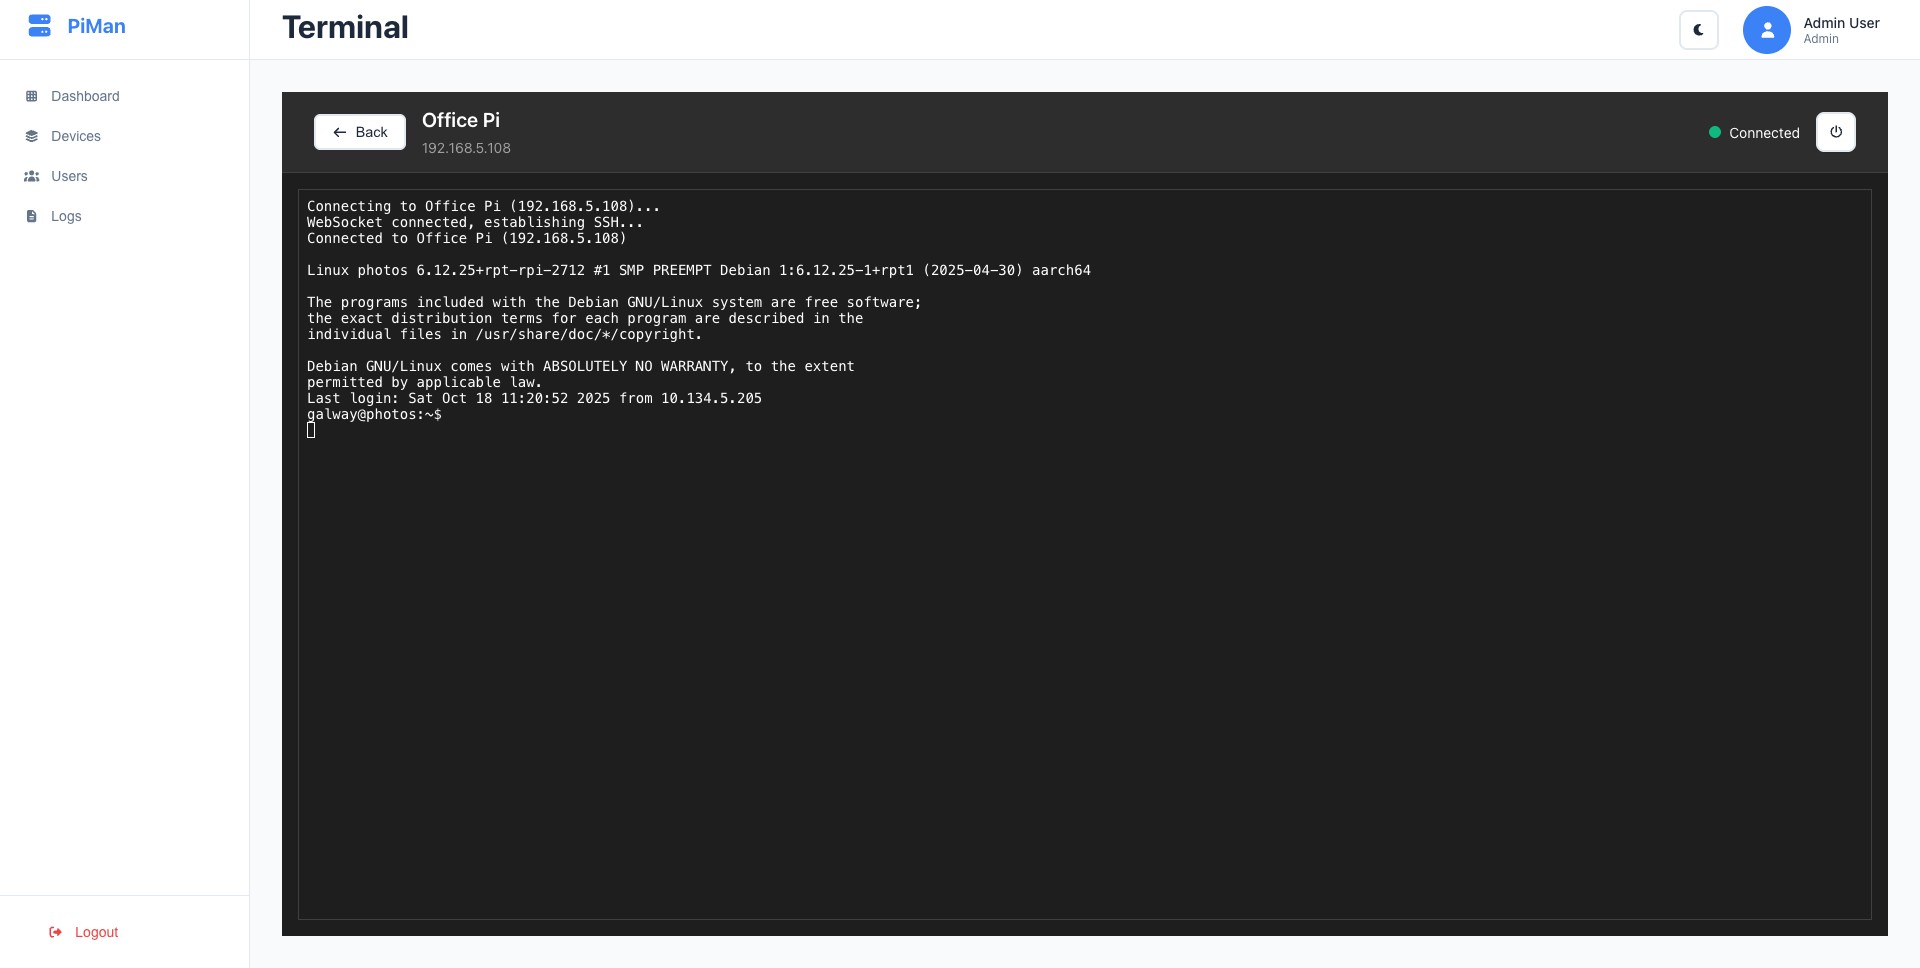 PiMan
Terminal
Admin User
Admin
Dashboard
Devices
Users
Logs
Logout
Back
Office Pi
192.168.5.108
Connected
Connecting to Office Pi (192.168.5.108)...
WebSocket connected, establishing SSH...
Connected to Office Pi (192.168.5.108)
Linux photos 6.12.25+rpt-rpi-2712 #1 SMP PREEMPT Debian 1:6.12.25-1+rpt1 (2025-04-30) aarch64
The programs included with the Debian GNU/Linux system are free software;
the exact distribution terms for each program are described in the
individual files in /usr/share/doc/*/copyright.
Debian GNU/Linux comes with ABSOLUTELY NO WARRANTY, to the extent
permitted by applicable law.
Last login: Sat Oct 18 11:20:52 2025 from 10.134.5.205
galway@photos:~$